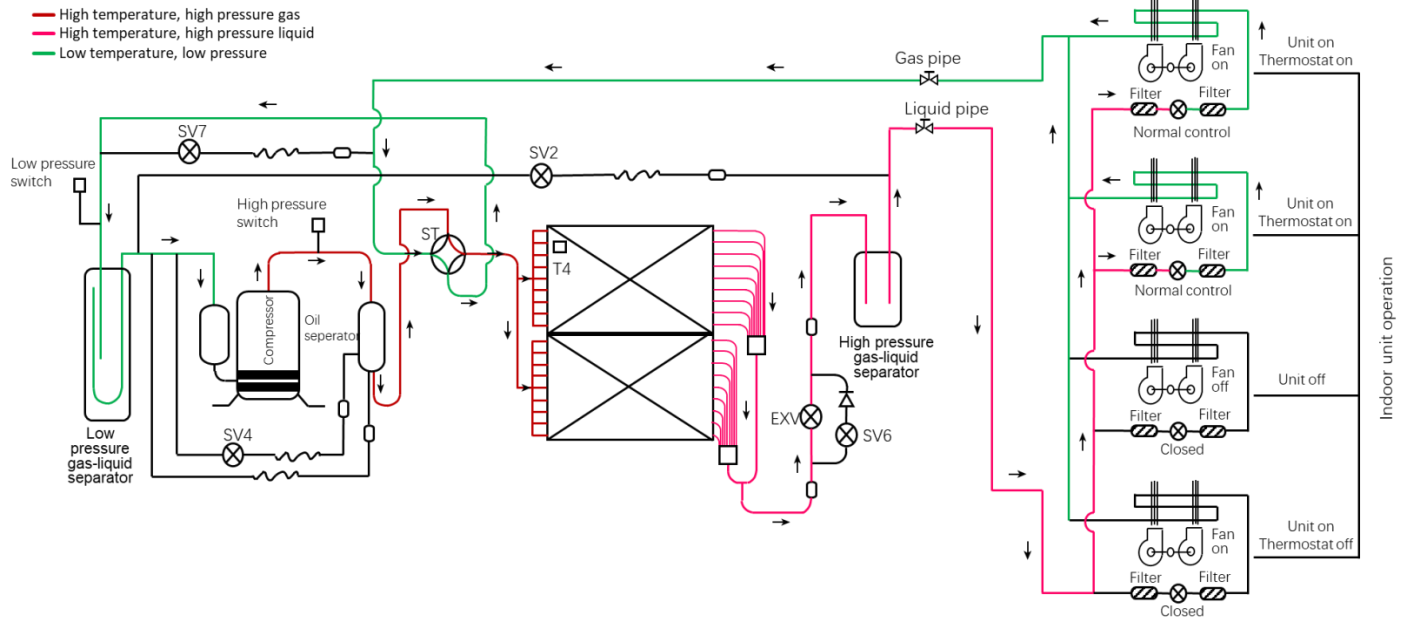 High temperature, high pressure gas
High temperature, high pressure liquid
Low temperature, low pressure
Gas pipe
Liquid pipe
SV7
SV2
Low pressure
switch
High pressure
switch
ST
T4
Compressor
Oil
seperator
Low
pressure
gas-liquid
separator
SV4
High pressure
gas-liquid
separator
EXV
SV6
Fan
on
Unit on
Thermostat on
Filter
Filter
Normal control
Fan
on
Unit on
Thermostat on
Filter
Filter
Normal control
Fan
off
Unit off
Filter
Filter
Closed
Fan
on
Unit on
Thermostat off
Filter
Filter
Closed
Indoor unit operation